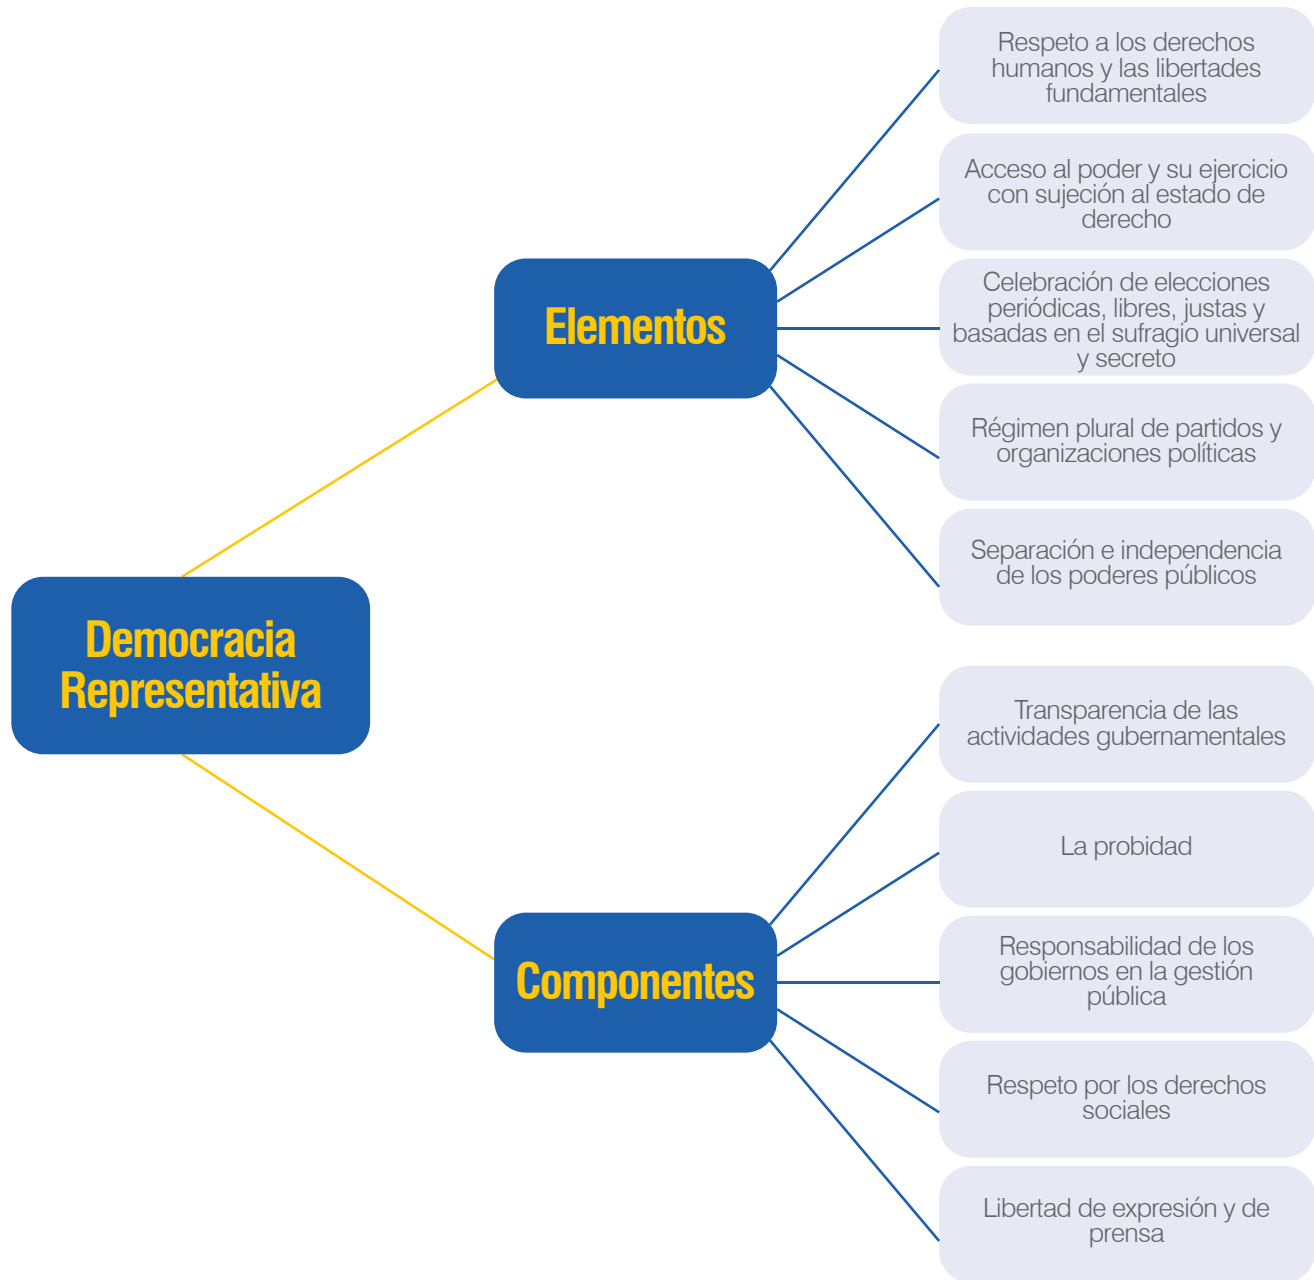 Respeto a los derechos
humanos y las libertades
fundamentales
Acceso al poder y su ejercicio
con sujeción al estado de
derecho
Elementos
Celebración de elecciones
periódicas, libres, justas y
basadas en el sufragio universal
y secreto
Régimen plural de partidos y
organizaciones políticas
Separación e independencia
de los poderes públicos
Democracia
Representativa
Transparencia de las
actividades gubernamentales
La probidad
Componentes
Responsabilidad de los
gobiernos en la gestión
pública
Respeto por los derechos
sociales
Libertad de expresión y de
prensa